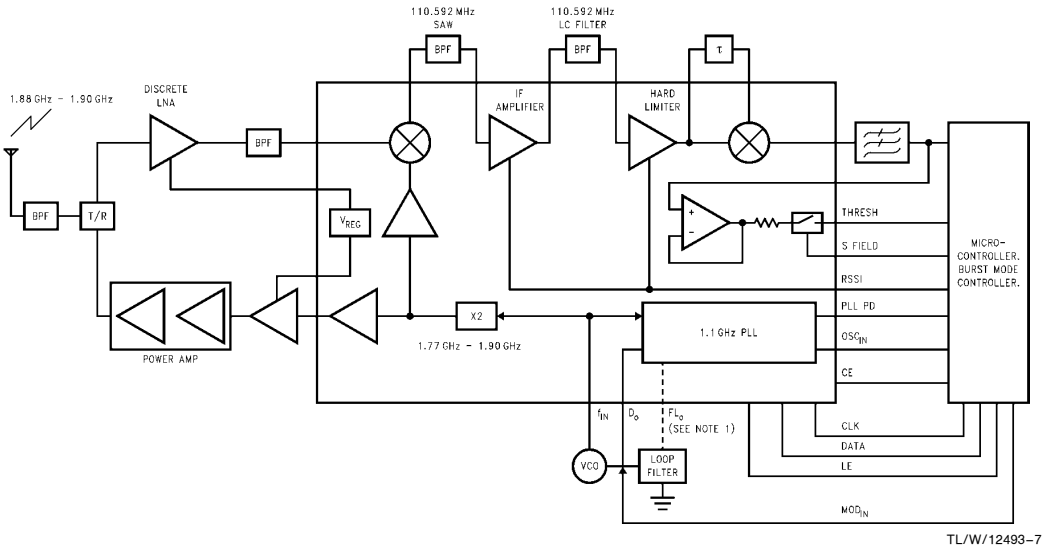 110.592 MHz
SAW
110.592 MHz
LC FILTER
BPF
BPF
τ
1.88 GHz – 1.90 GHz
DISCRETE
LNA
IF
AMPLIFIER
HARD
LIMITER
BPF
BPF
T/R
VREG
+
–
THRESH
S FIELD
RSSI
MICRO-
CONTROLLER.
BURST MODE
CONTROLLER.
X2
1.1 GHz PLL
PLL PD
OSCIN
CE
1.77 GHz – 1.90 GHz
POWER AMP
fIN
Do
FLo
(SEE NOTE 1)
CLK
DATA
LE
MODIN
VCO
LOOP
FILTER
TL/W/12493–7